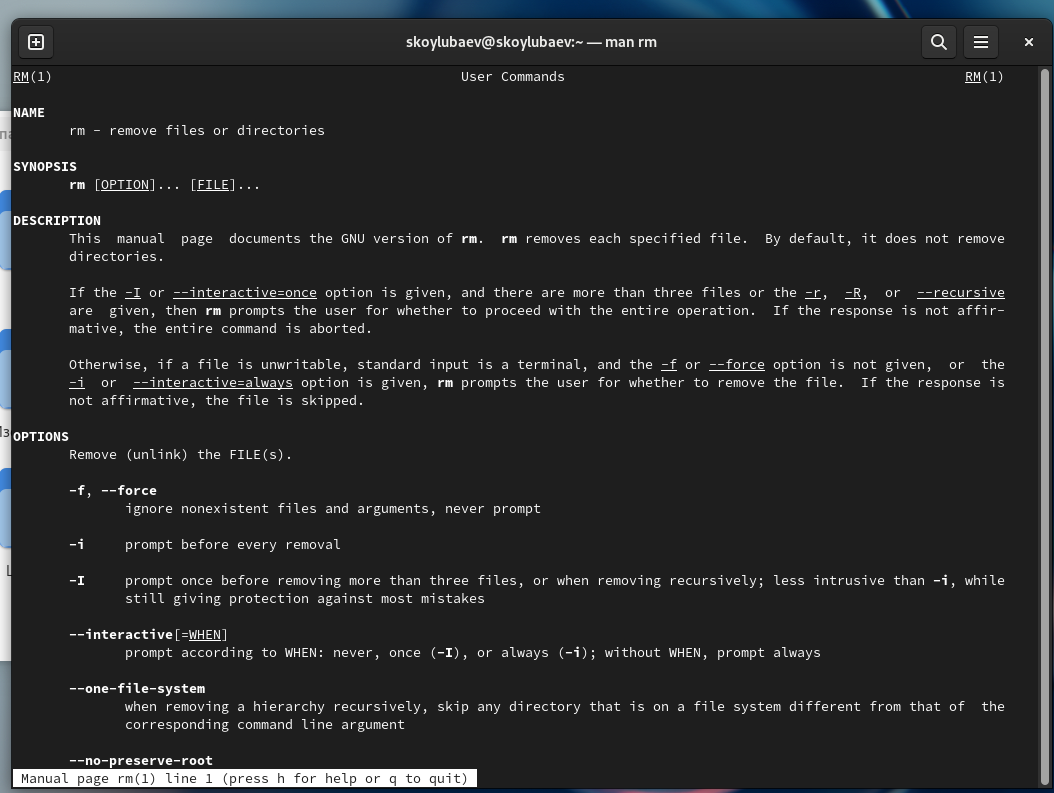 skoylubaev@skoylubaev:~ — man rm
RM(1) User Commands RM(1)
NAME
rm - remove files or directories
SYNOPSIS
rm [OPTION]... [FILE]...
DESCRIPTION
This manual page documents the GNU version of rm. rm removes each specified file. By default, it does not remove
directories.
If the -I or --interactive=once option is given, and there are more than three files or the -r, -R, or --recursive
are given, then rm prompts the user for whether to proceed with the entire operation. If the response is not affir-
mative, the entire command is aborted.
Otherwise, if a file is unwritable, standard input is a terminal, and the -f or --force option is not given, or the
-i or --interactive=always option is given, rm prompts the user for whether to remove the file. If the response is
not affirmative, the file is skipped.
OPTIONS
Remove (unlink) the FILE(s).
-f, --force
ignore nonexistent files and arguments, never prompt
-i prompt before every removal
-I prompt once before removing more than three files, or when removing recursively; less intrusive than -i, while
still giving protection against most mistakes
--interactive[=WHEN]
prompt according to WHEN: never, once (-I), or always (-i); without WHEN, prompt always
--one-file-system
when removing a hierarchy recursively, skip any directory that is on a file system different from that of the
corresponding command line argument
--no-preserve-root
Manual page rm(1) line 1 (press h for help or q to quit)